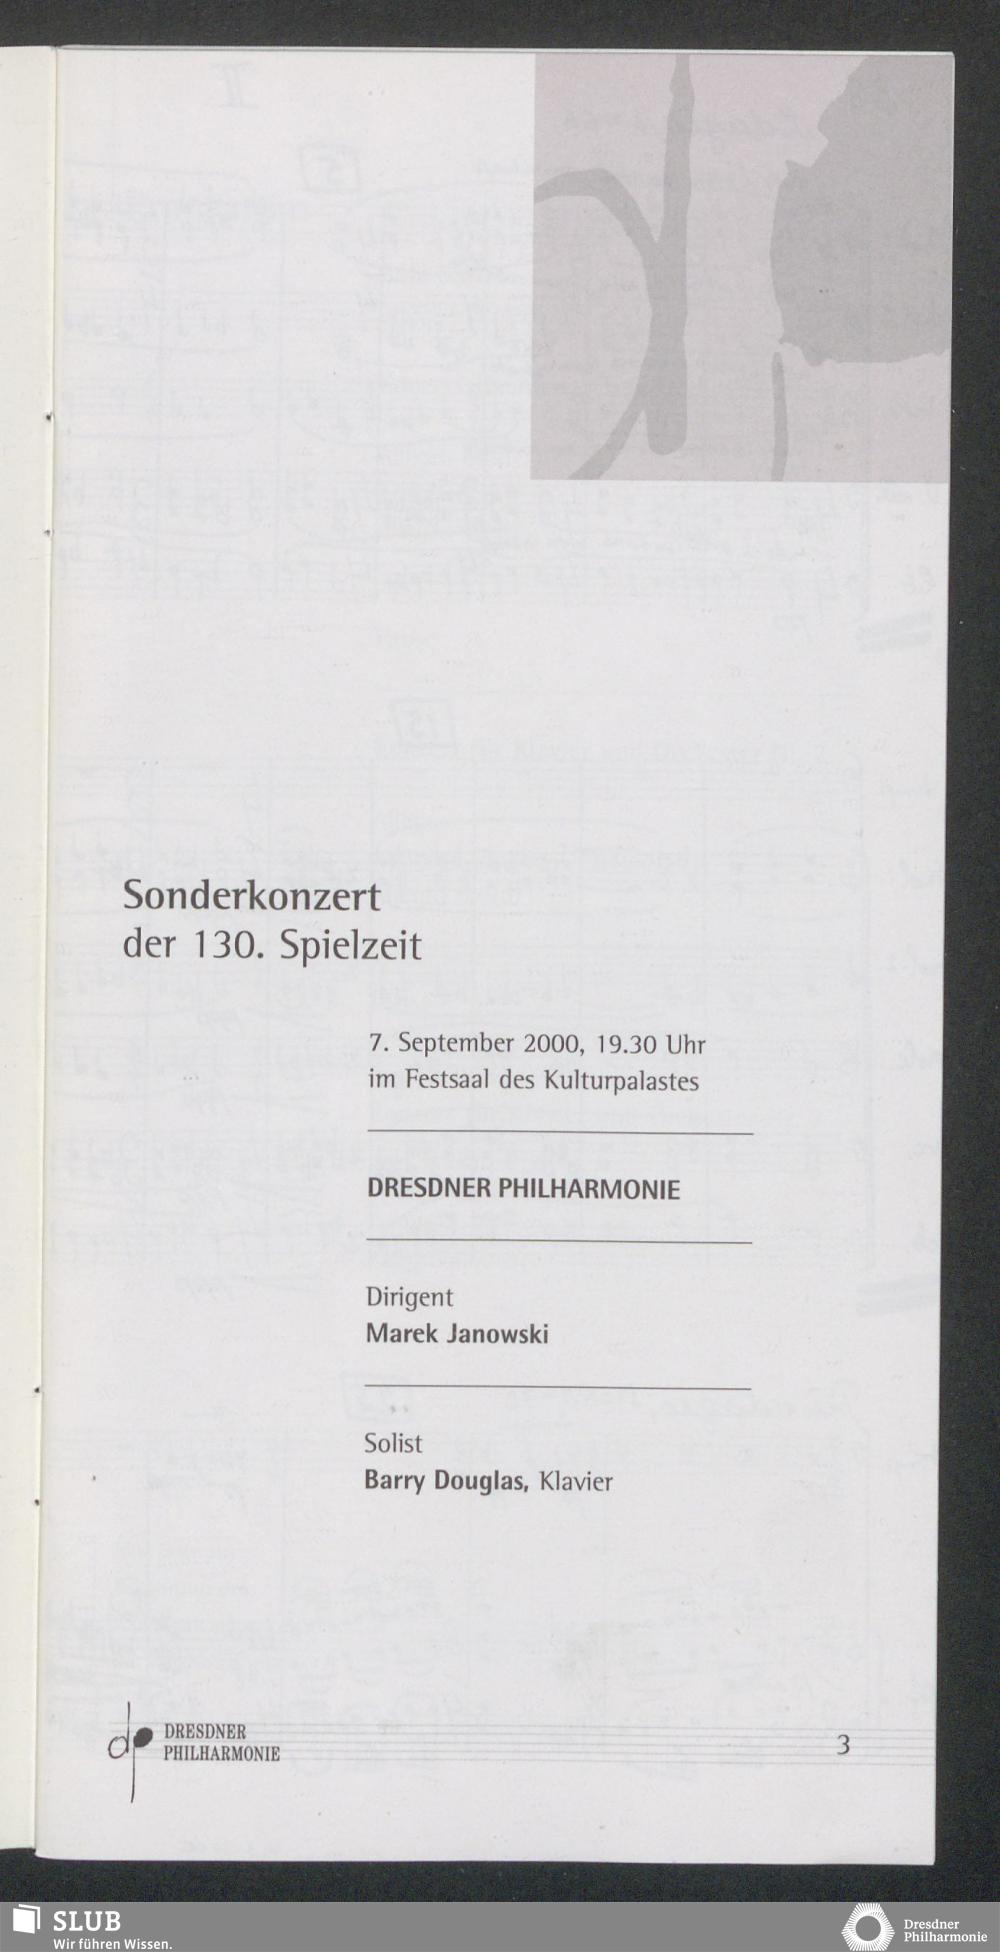 Sonderkonzert
der 130. Spielzeit
7. September 2000, 19.30 Uhr
im Festsaal des Kulturpalastes
DRESDNER PHILHARMONIE
Dirigent
Marek Janowski
Solist
Barry Douglas, Klavier
DRESDNER
PHILHARMONIE
3
SLUB
Wir führen Wissen.
Dresdner
Philharmonie